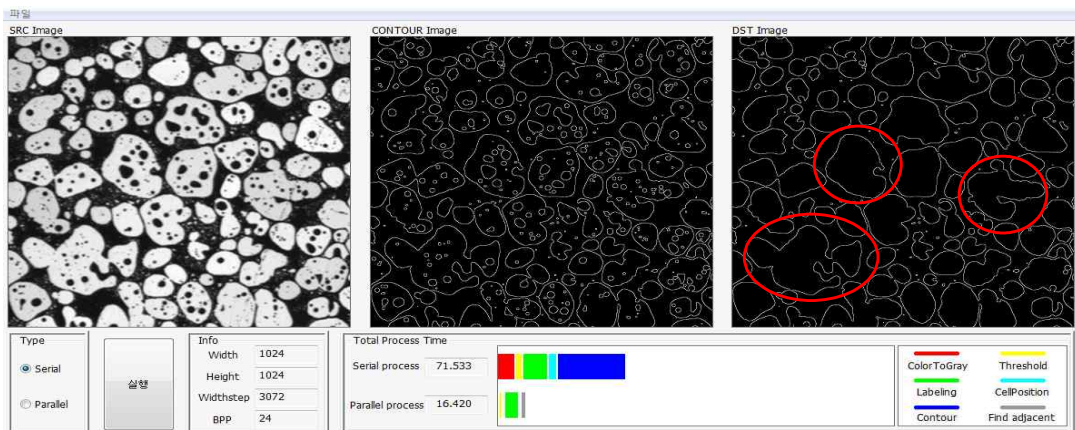 파일
SRC Image
CONTOUR Image
DST Image
Type
Serial
Parallel
실행
Info
Width 1024
Height 1024
Widthstep 3072
BPP 24
Total Process Time
Serial process 71.533
Parallel process 16.420
ColorToGray Threshold
Labeling CellPosition
Contour Find adjacent